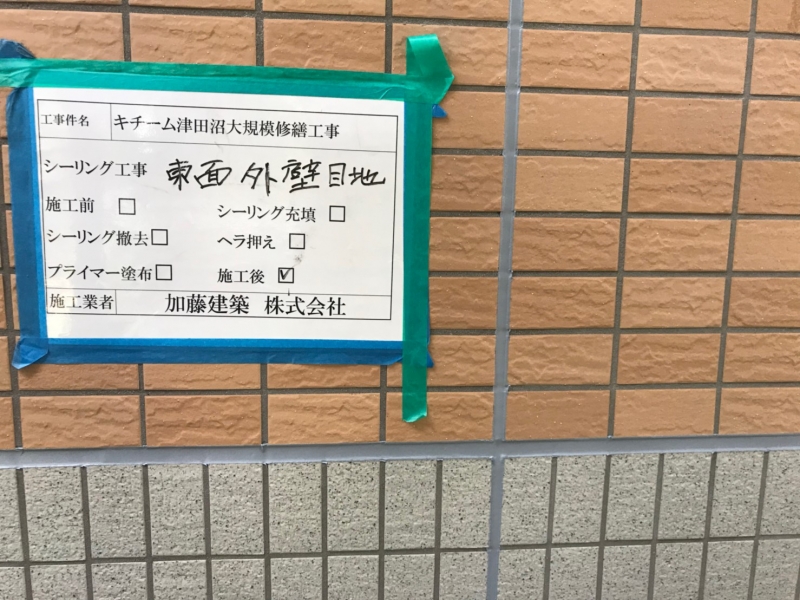 工事件名 キチーム津田沼大規模修繕工事
シーリング工事 東面外壁目地
施工前 □ シーリング充填 □
シーリング撤去 □ ヘラ押え □
プライマー塗布 □ 施工後 ☑
施工業者 加藤建築 株式会社